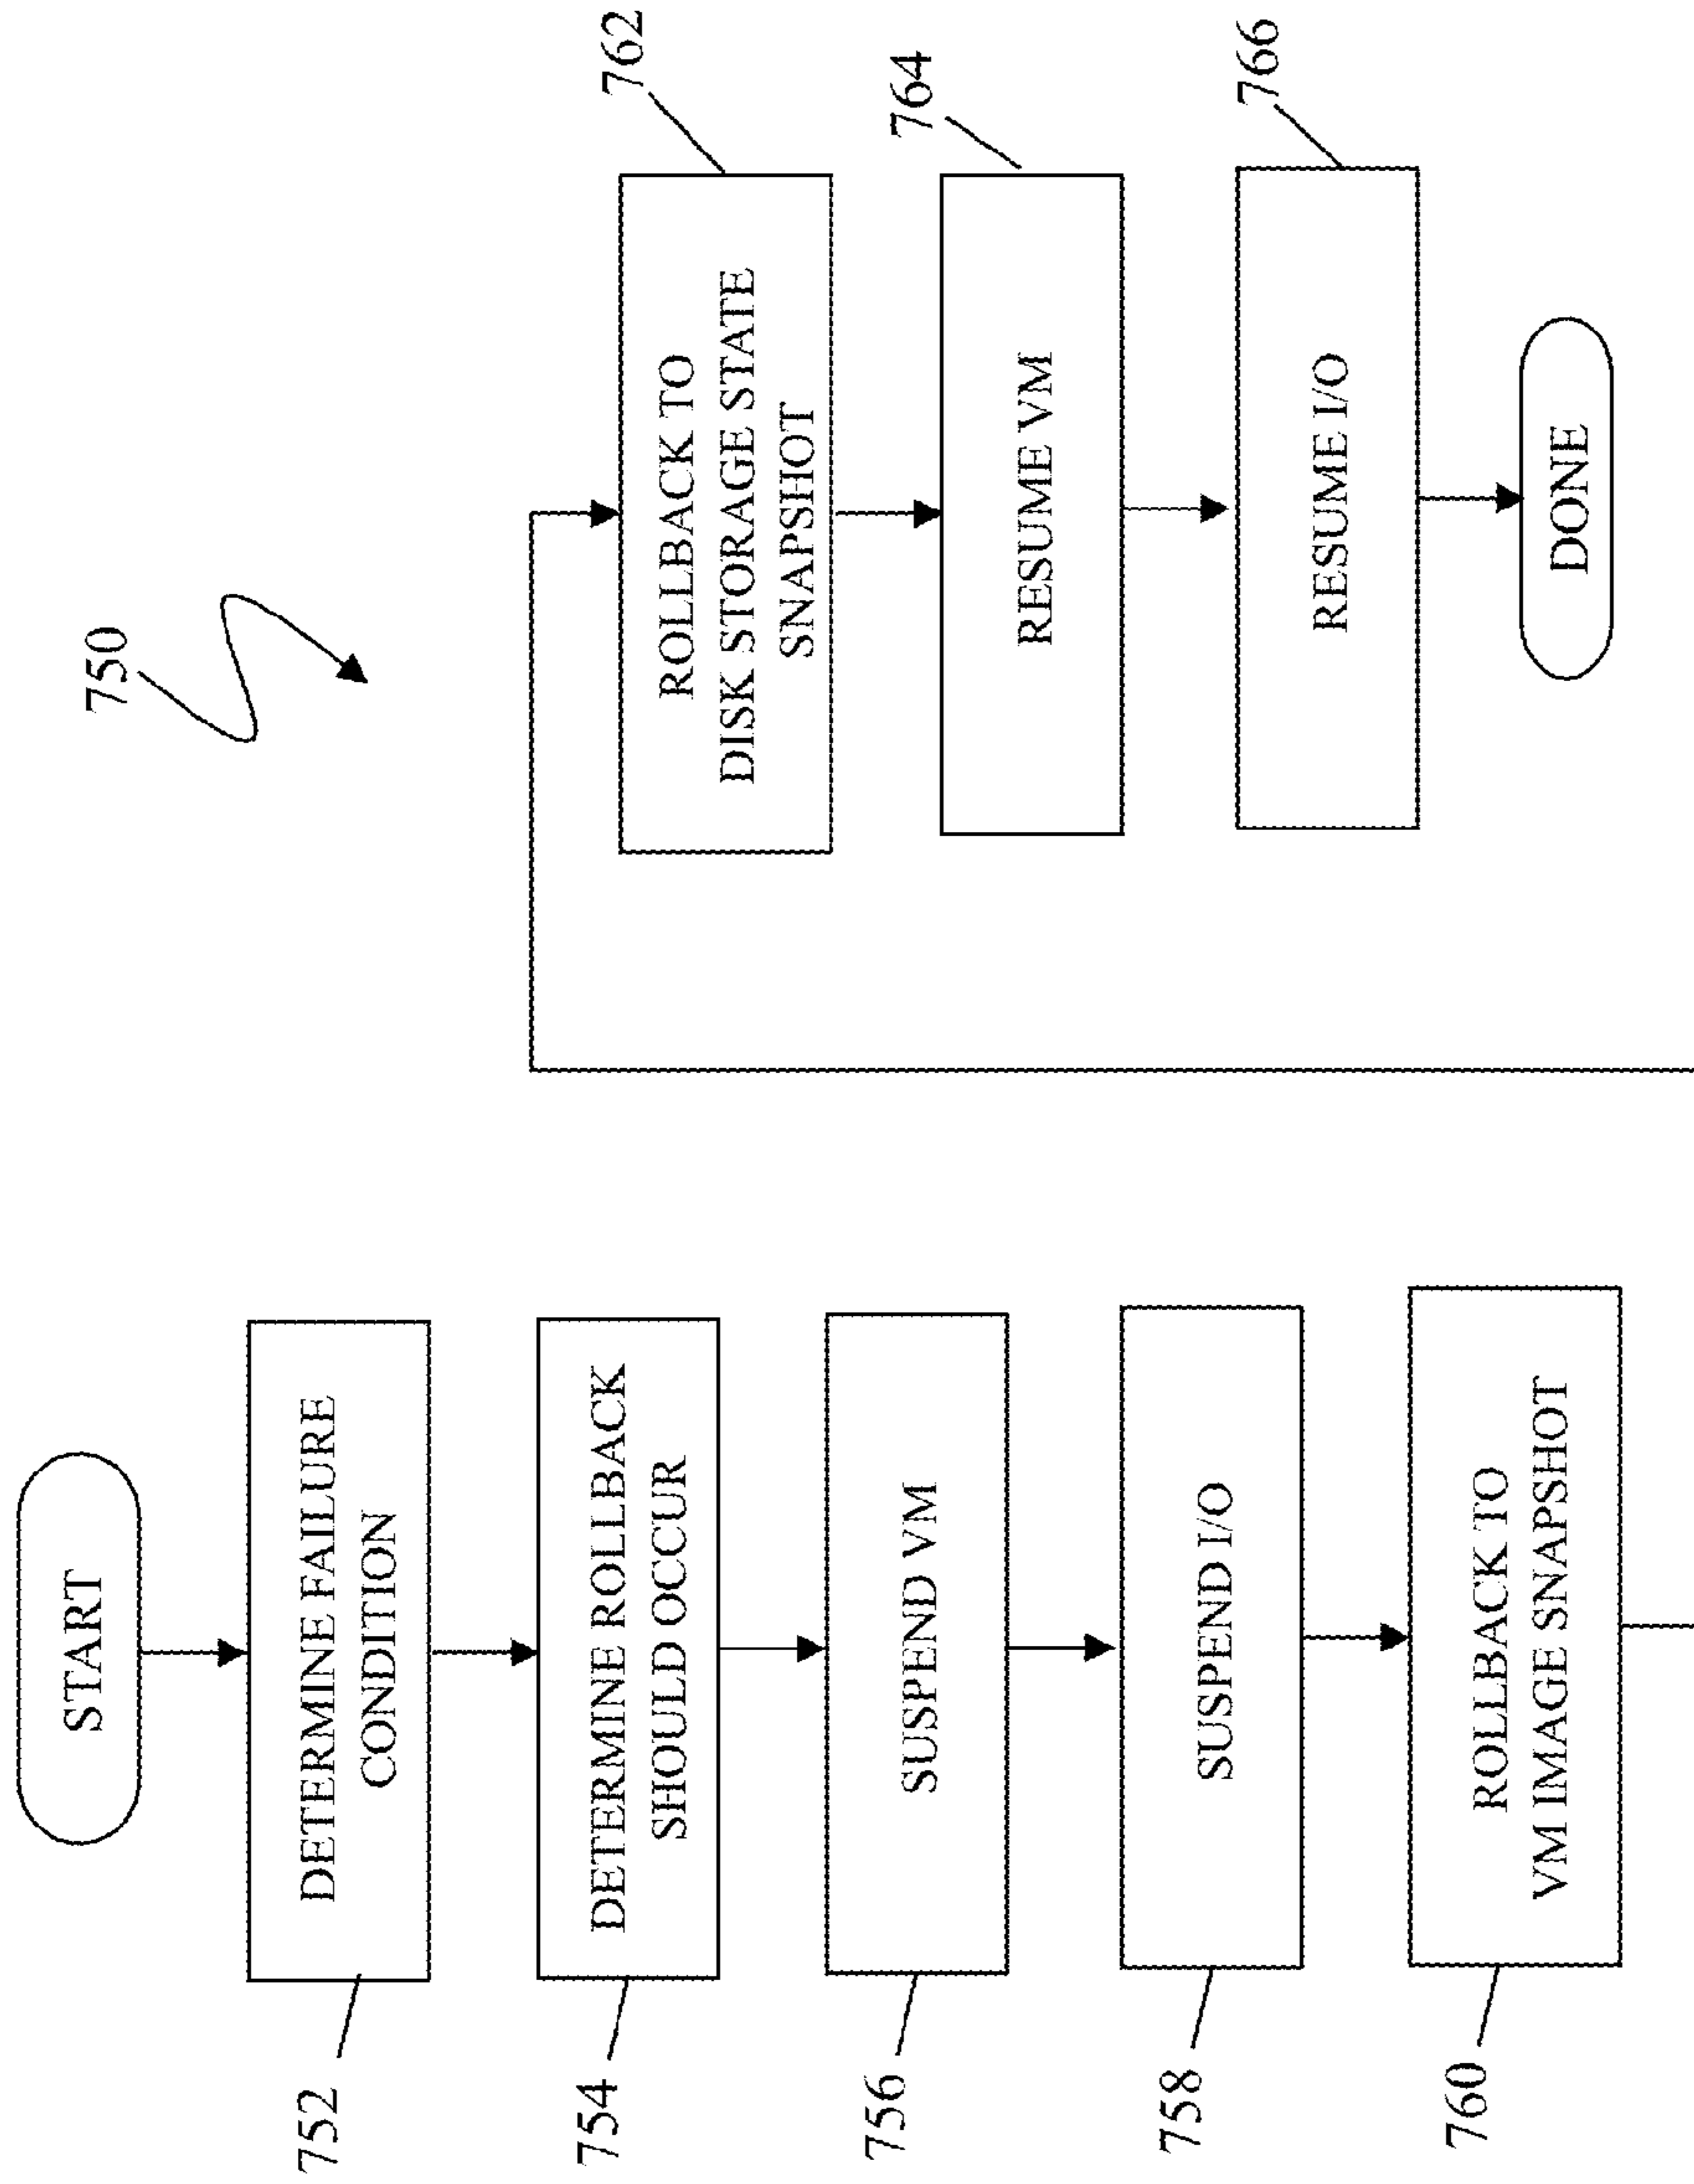 750
START
DETERMINE FAILURE
CONDITION
752
DETERMINE ROLLBACK
SHOULD OCCUR
754
SUSPEND VM
756
SUSPEND I/O
758
ROLLBACK TO
VM IMAGE SNAPSHOT
760
ROLLBACK TO
DISK STORAGE STATE
SNAPSHOT
762
RESUME VM
764
RESUME I/O
766
DONE